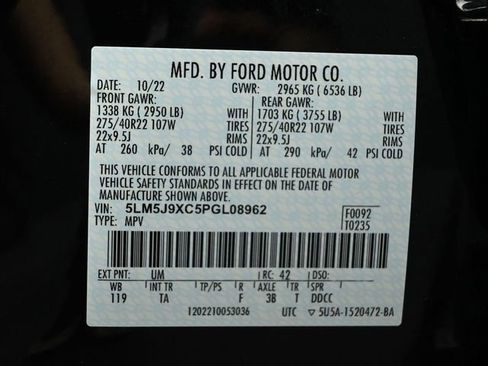 MFD. BY FORD MOTOR CO.
DATE: 10/22 GVWR: 2965 KG ( 6536 LB)
FRONT GAWR: REAR GAWR:
1338 KG ( 2950 LB) WITH 1703 KG ( 3755 LB) WITH
275/40R22 107W TIRES 275/40R22 107W TIRES
22x9.5J RIMS 22x9.5J RIMS
AT 260 kPa/ 38 PSI COLD AT 290 kPa/ 42 PSI COLD
THIS VEHICLE CONFORMS TO ALL APPLICABLE FEDERAL MOTOR
VEHICLE SAFETY AND THEFT PREVENTION STANDARDS IN EFFECT ON THE DATE OF
MANUFACTURE SHOWN ABOVE.
VIN: 5LM5J9XC5PGL08962 F0092
TYPE: MPV T0235
EXT PNT: UM RC: 42 DSO:
WB INT TR TP/PS R AXLE TR SPR
119 TA F 3B T DDCC
1202210053036 UTC ▽5U5A-1520472-BA